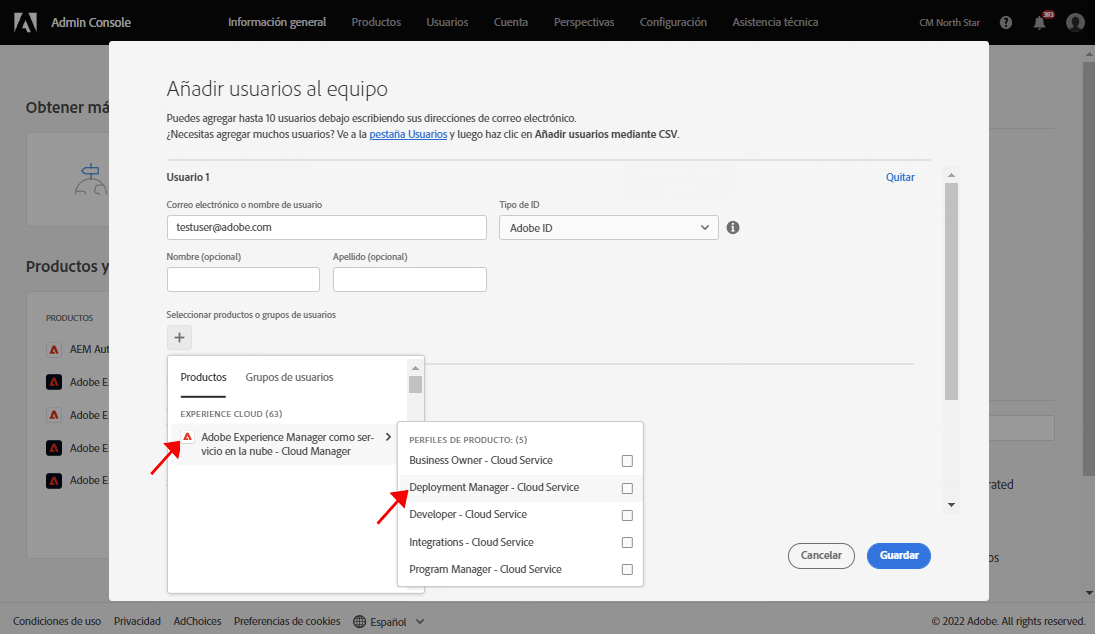 Admin Console
Información general
Productos
Usuarios
Cuenta
Perspectivas
Configuración
Asistencia técnica
CM North Star
383
Obtener má
Productos y
PRODUCTOS
AEM Aut
Adobe E
Adobe E
Adobe E
Adobe E
Añadir usuarios al equipo
Puedes agregar hasta 10 usuarios debajo escribiendo sus direcciones de correo electrónico.
¿Necesitas agregar muchos usuarios? Ve a la pestaña Usuarios y luego haz clic en Añadir usuarios mediante CSV.
Usuario 1
Quitar
Correo electrónico o nombre de usuario
Tipo de ID
testuser@adobe.com
Adobe ID
Nombre (opcional)
Apellido (opcional)
Seleccionar productos o grupos de usuarios
+
Productos
Grupos de usuarios
EXPERIENCE CLOUD (63)
Adobe Experience Manager como ser-
vicio en la nube - Cloud Manager
PERFILES DE PRODUCTO: (5)
Business Owner - Cloud Service
Deployment Manager - Cloud Service
Developer - Cloud Service
Integrations - Cloud Service
Program Manager - Cloud Service
Cancelar
Guardar
rated
os
Condiciones de uso
Privacidad
AdChoices
Preferencias de cookies
Español
© 2022 Adobe. All rights reserved.